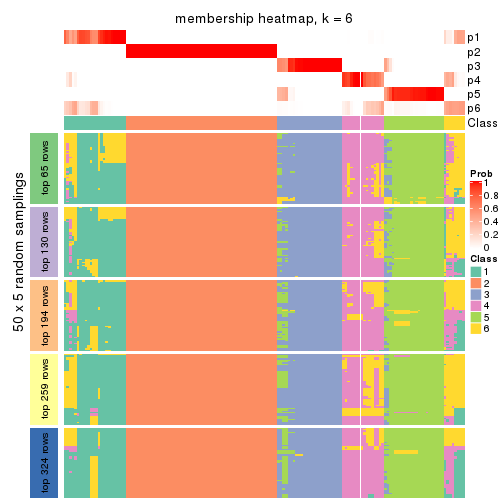 membership heatmap, k = 6
p1
p2
p3
p4
p5
p6
Class
50 x 5 random samplings
top 65 rows
top 130 rows
top 194 rows
top 259 rows
top 324 rows
Prob
1
0.8
0.6
0.4
0.2
0
Class
1
2
3
4
5
6